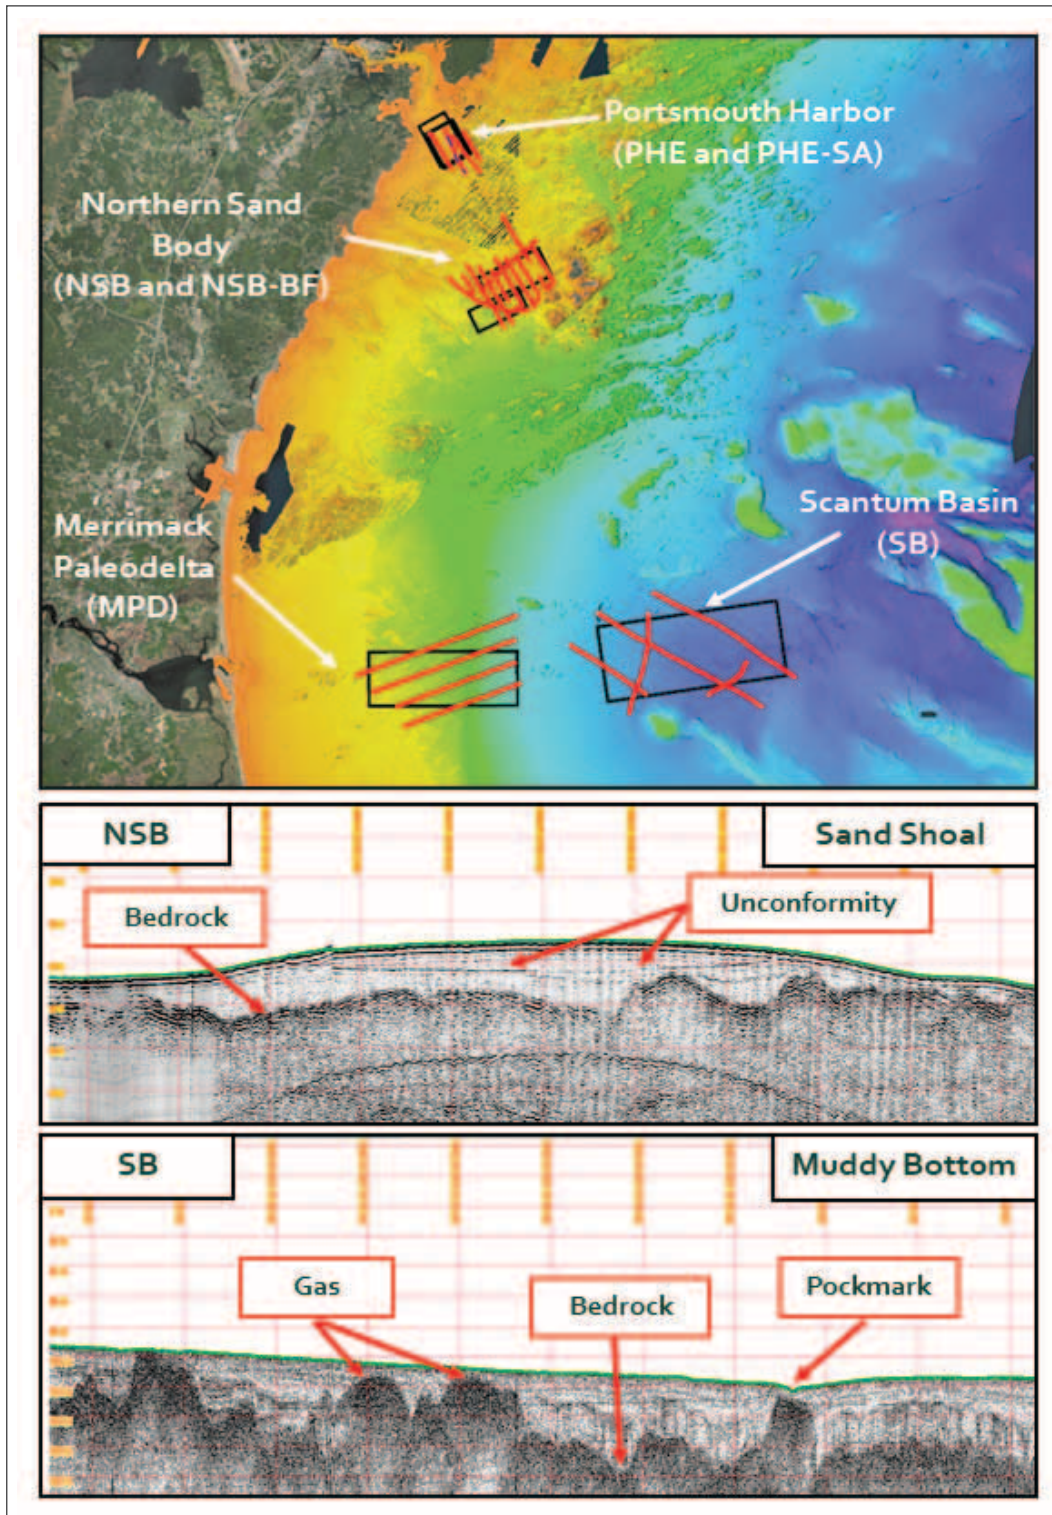 Portsmouth Harbor
(PHE and PHE-SA)
Northern Sand
Body
(NSB and NSB-BF)
Scantum Basin
(SB)
Merrimack
Paleodelta
(MPD)
NSB
Sand Shoal
Bedrock
Unconformity
SB
Muddy Bottom
Gas
Bedrock
Pockmark